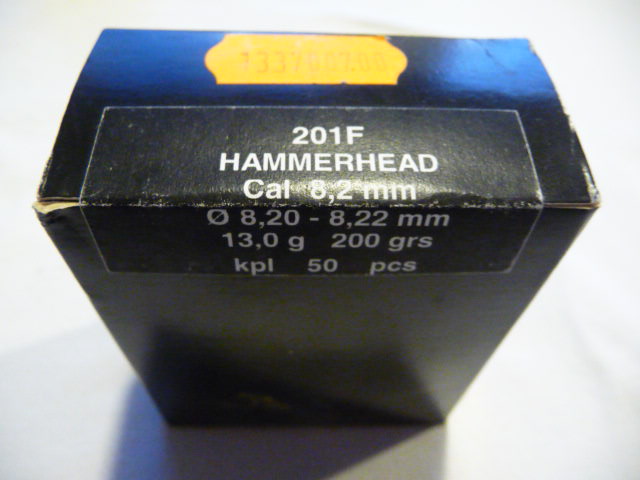 201F
HAMMERHEAD
Cal 8,2 mm
Ø 8,20 - 8,22 mm
13,0 g 200 grs
kpl 50 pcs